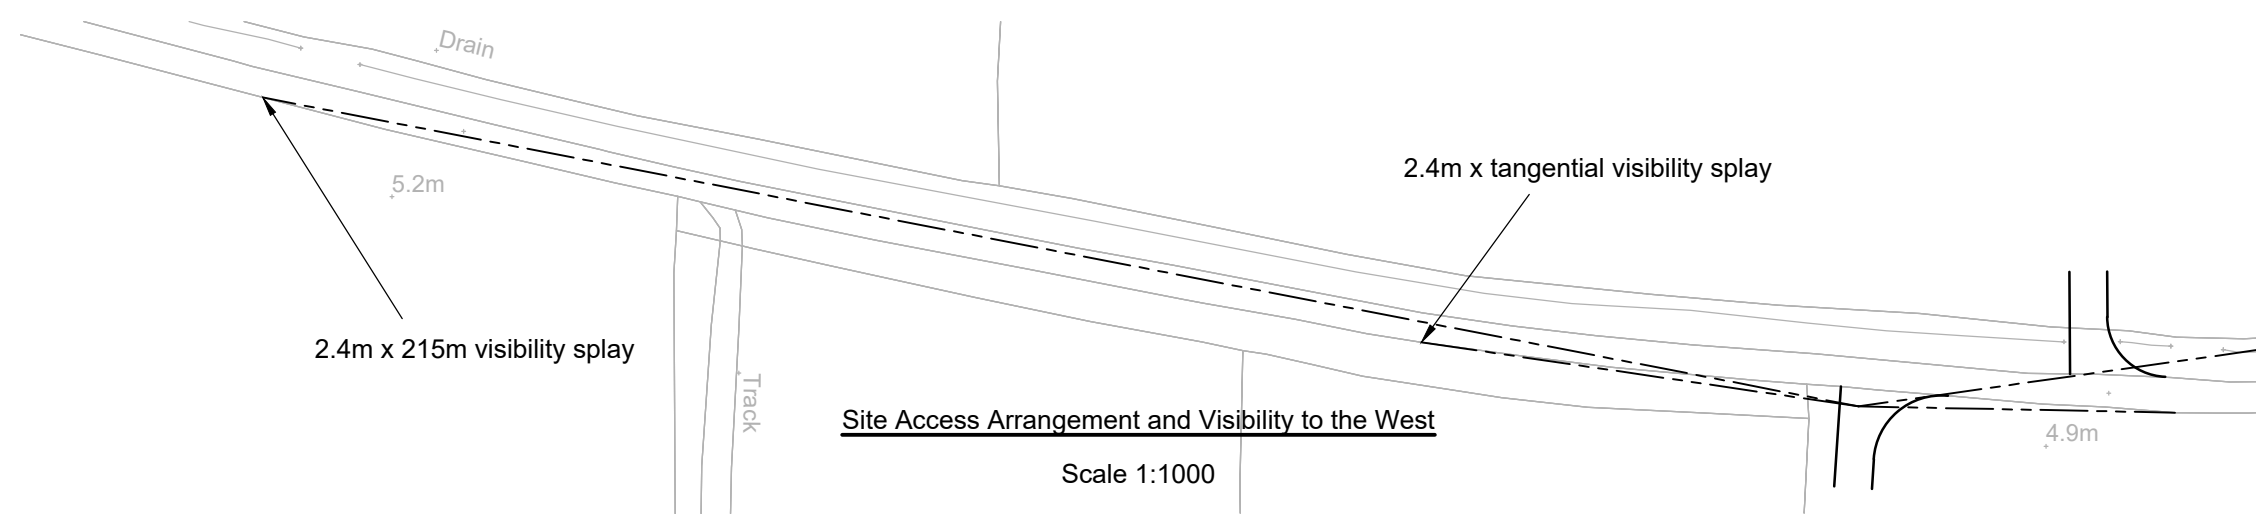 Drain
2.4m x tangential visibility splay
5.2m
2.4m x 215m visibility splay
Track
Site Access Arrangement and Visibility to the West
4.9m
Scale 1:1000